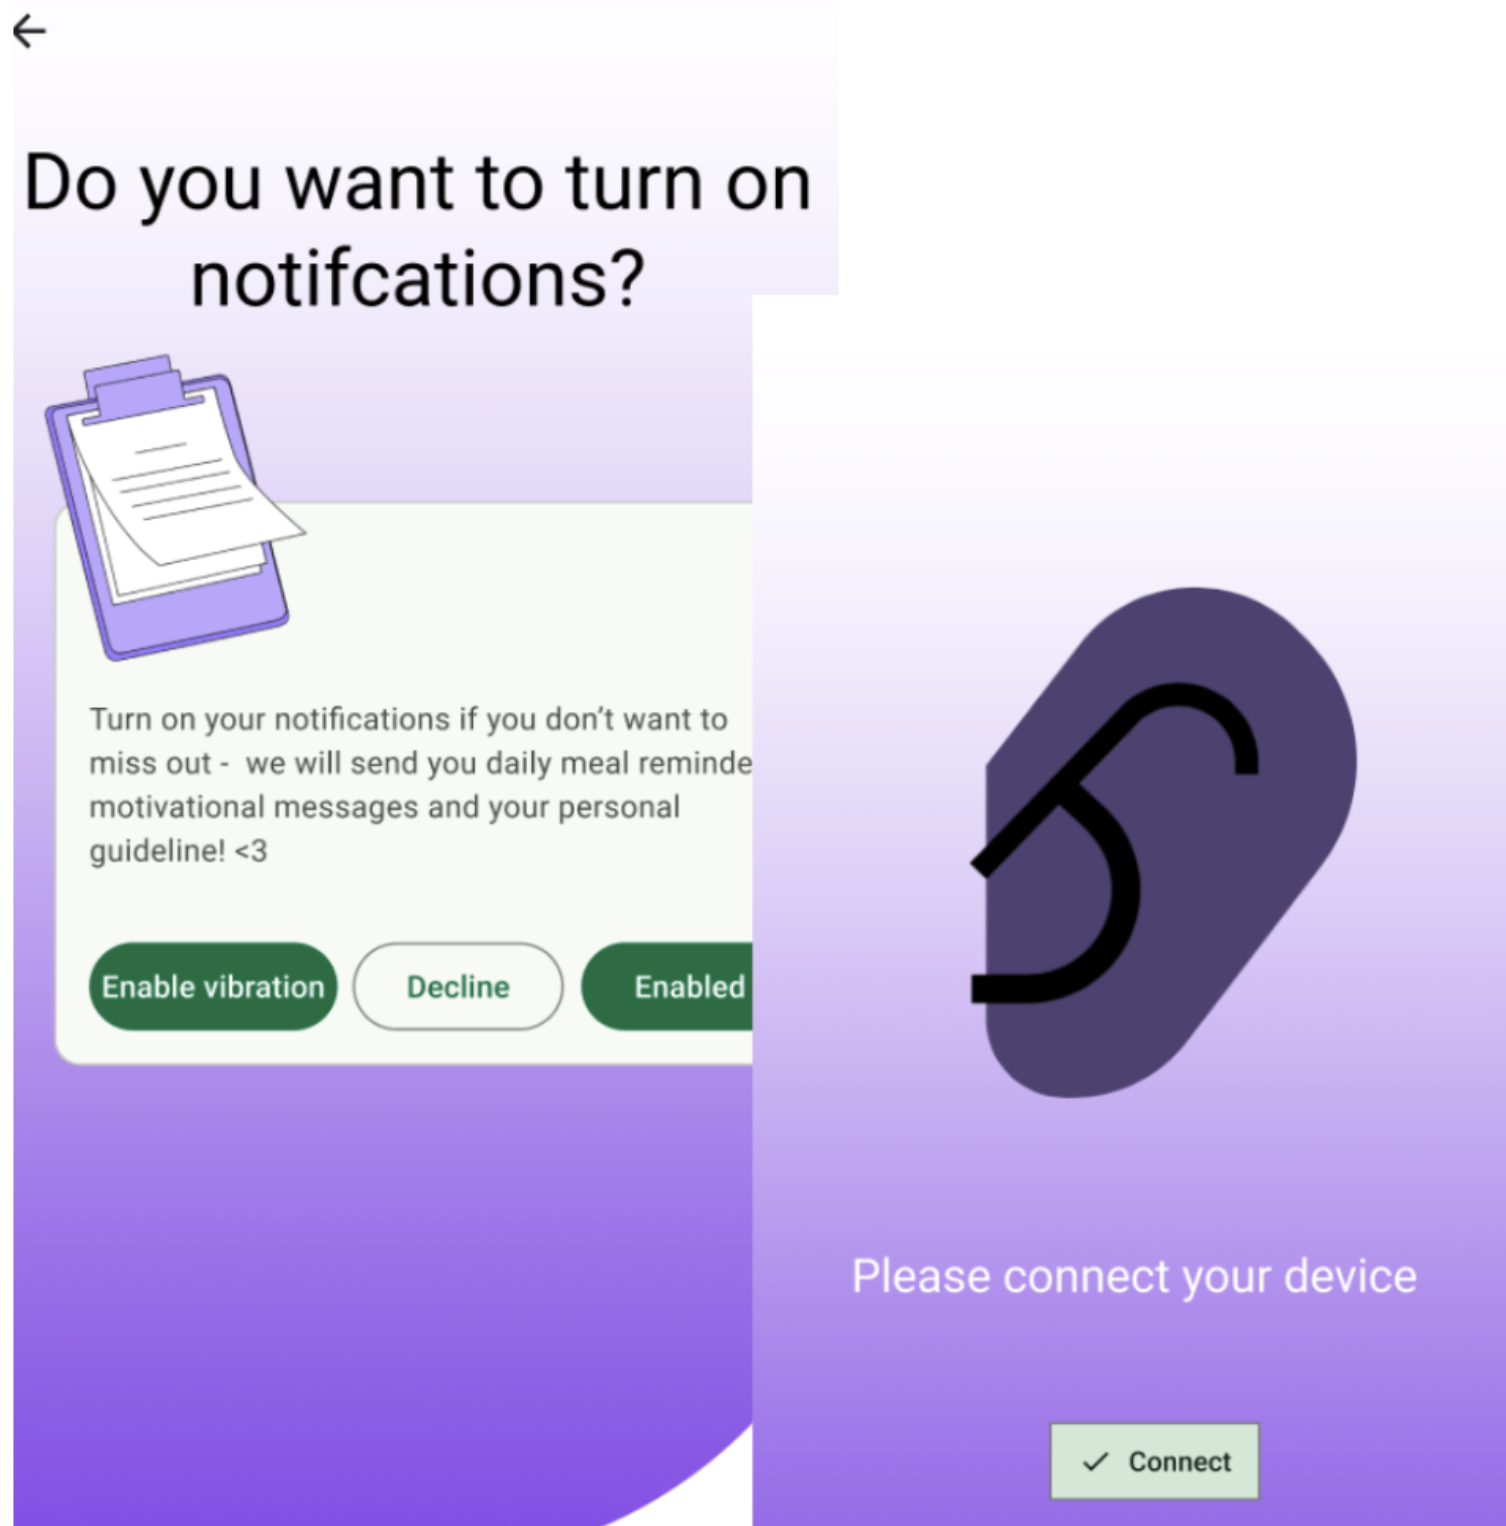 Do you want to turn on
notifcations?
Turn on your notifications if you don’t want to
miss out -  we will send you daily meal reminde
motivational messages and your personal
guideline! <3
Enable vibration
Decline
Enabled
Please connect your device
Connect